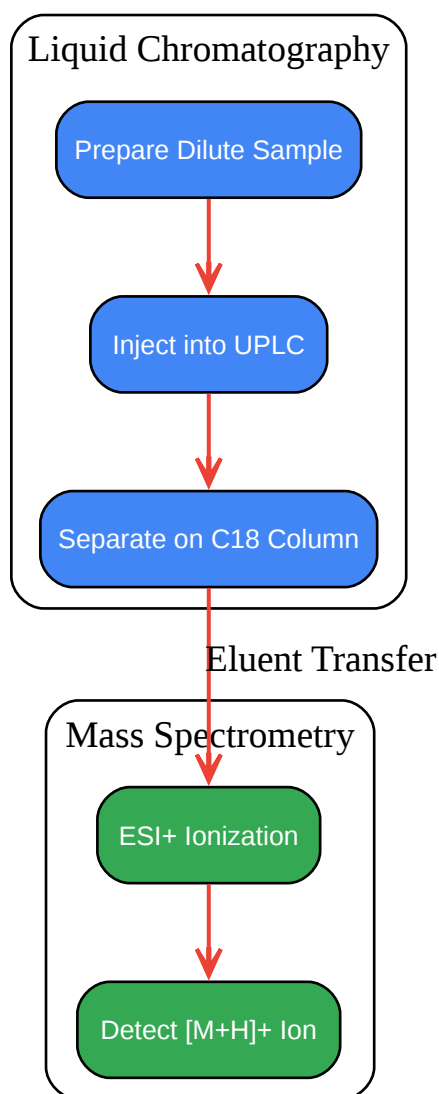 Liquid Chromatography
Prepare Dilute Sample
Inject into UPLC
Separate on C18 Column
Eluent Transfer
Mass Spectrometry
ESI+ Ionization
Detect [M+H]+ Ion